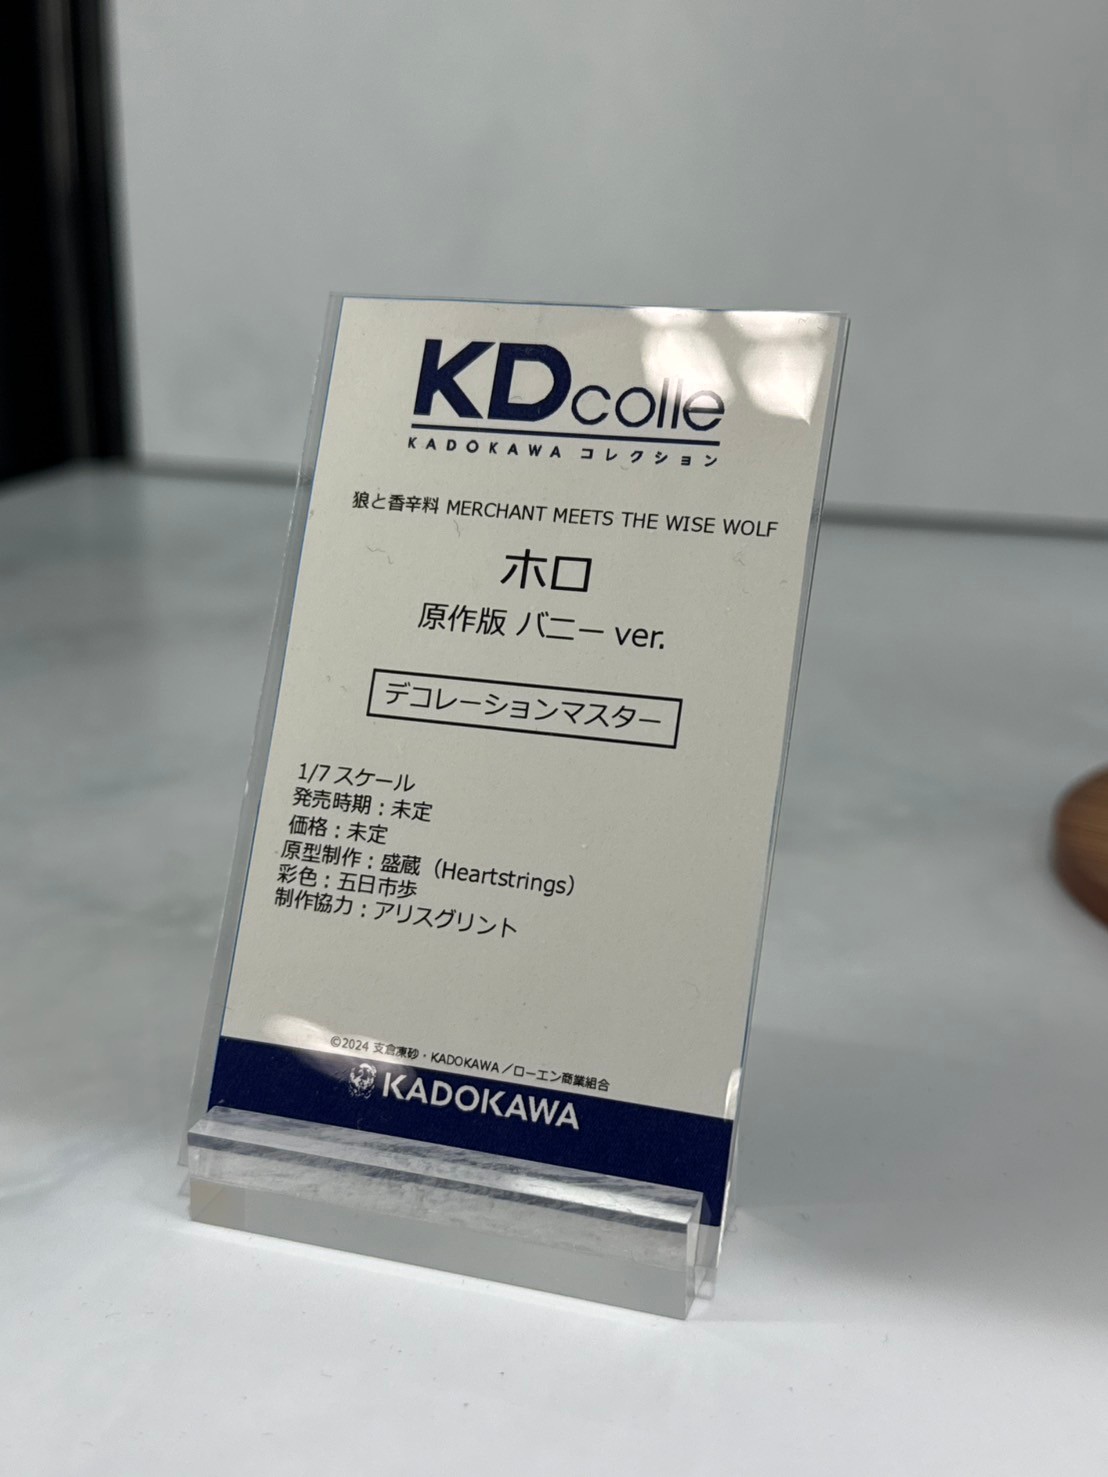 KDcolle
KADOKAWA コレクション
狼と香辛料 MERCHANT MEETS THE WISE WOLF
ホロ
原作版 バニー ver.
デコレーションマスター
1/7 スケール
発売時期：未定
価格：未定
原型制作：盛蔵（Heartstrings）
彩色：五日市歩
制作協力：アリスグリント
©2024 支倉凍砂・KADOKAWA／ローエン商業組合
KADOKAWA